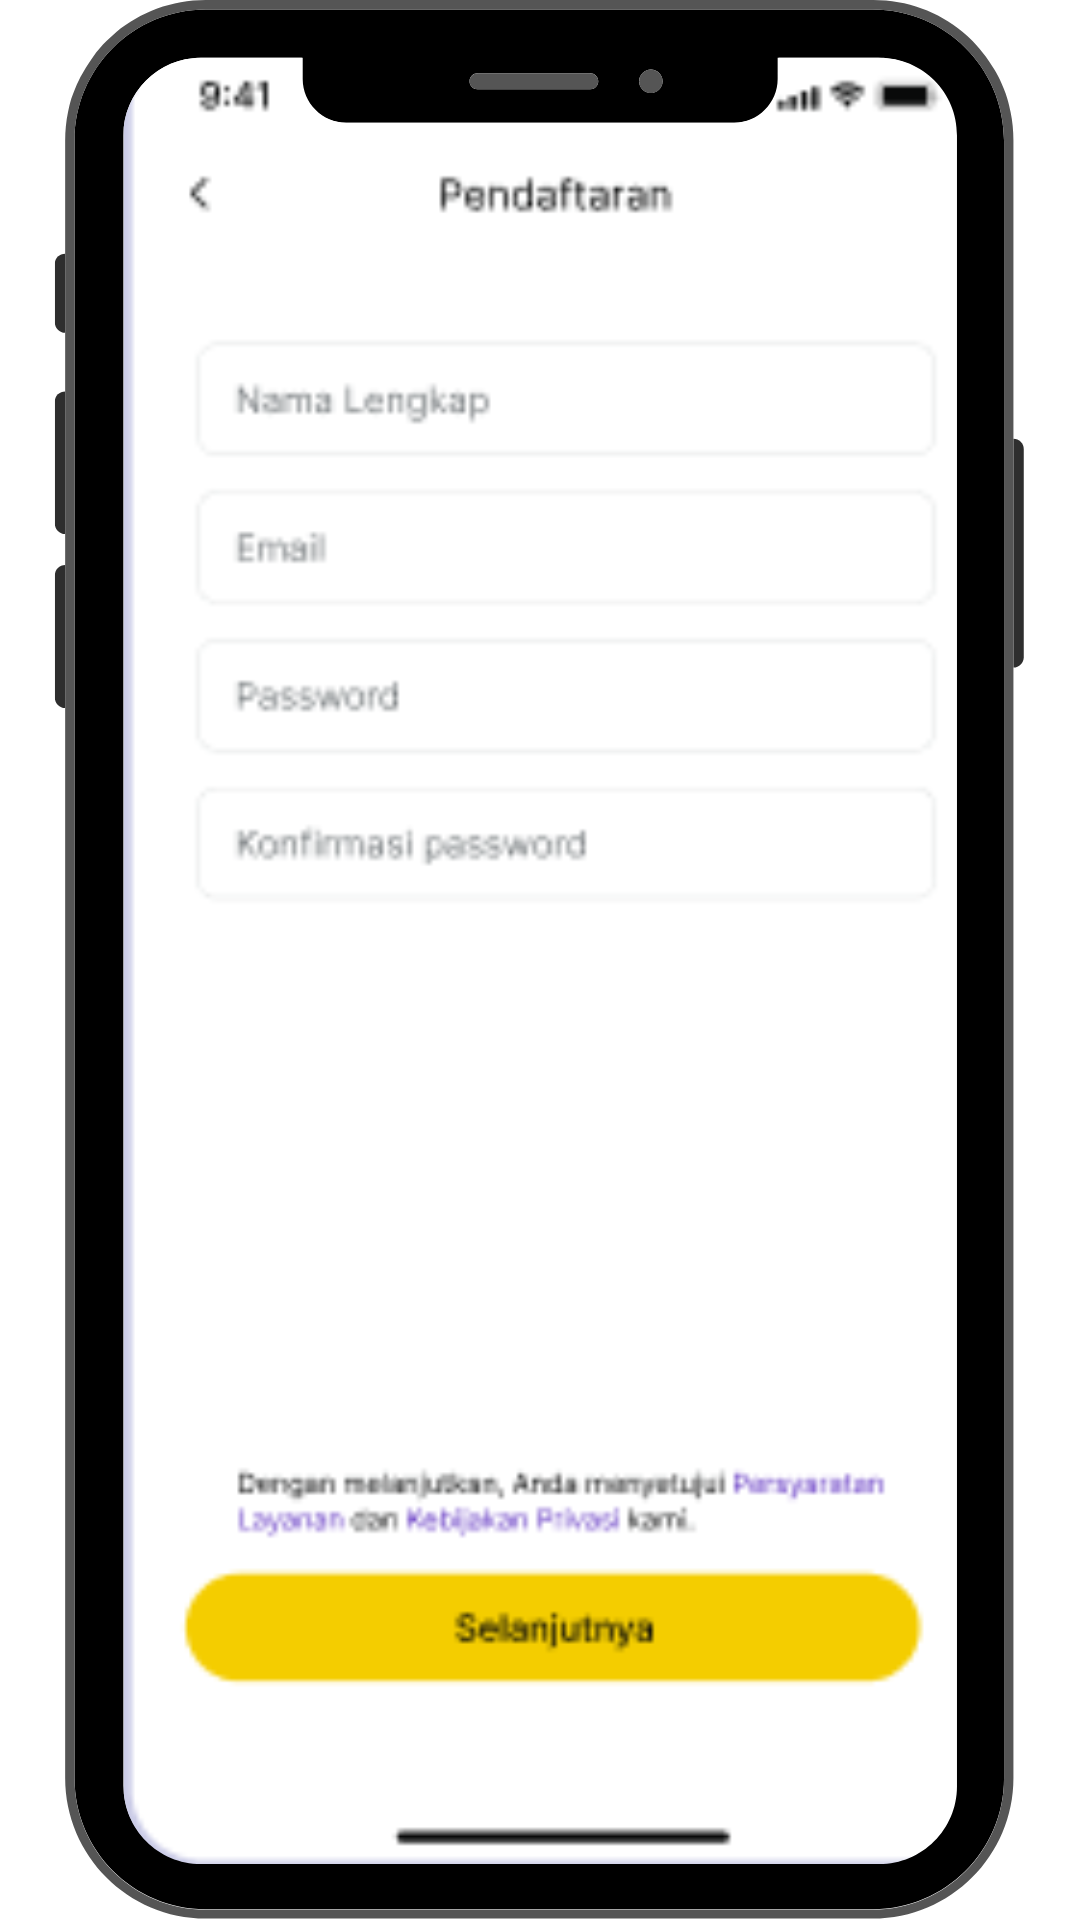 9:41
Pendaftaran
Nama Lengkap
Email
Password
Konfirmasi password
Dengan melanjutkan, Anda menyetujui Persyaratan
Layanan dan Kebijakan Privasi kami.
Selanjutnya